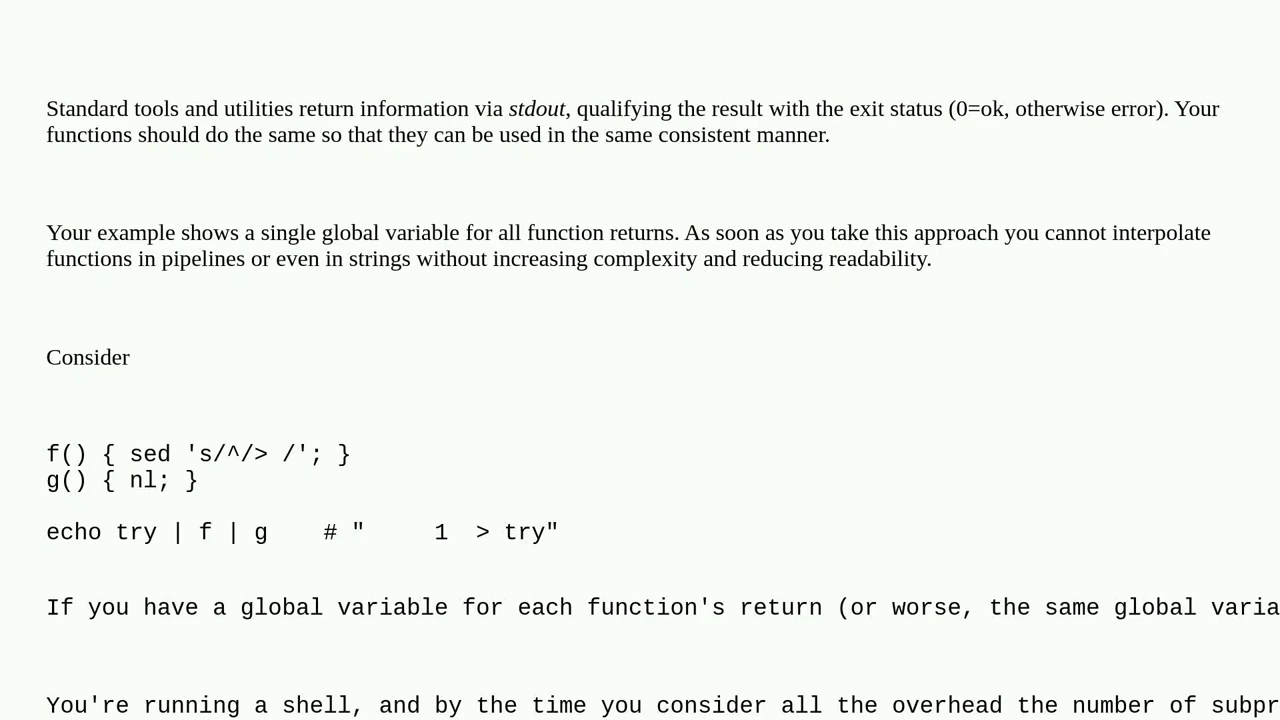 Standard tools and utilities return information via stdout, qualifying the result with the exit status (0=ok, otherwise error). Your
functions should do the same so that they can be used in the same consistent manner.
Your example shows a single global variable for all function returns. As soon as you take this approach you cannot interpolate
functions in pipelines or even in strings without increasing complexity and reducing readability.
Consider
f() { sed 's/^/> /'; }
g() { nl; }
echo try | f | g    # "     1  > try"
If you have a global variable for each function's return (or worse, the same global varia
You're running a shell, and by the time you consider all the overhead the number of subpr